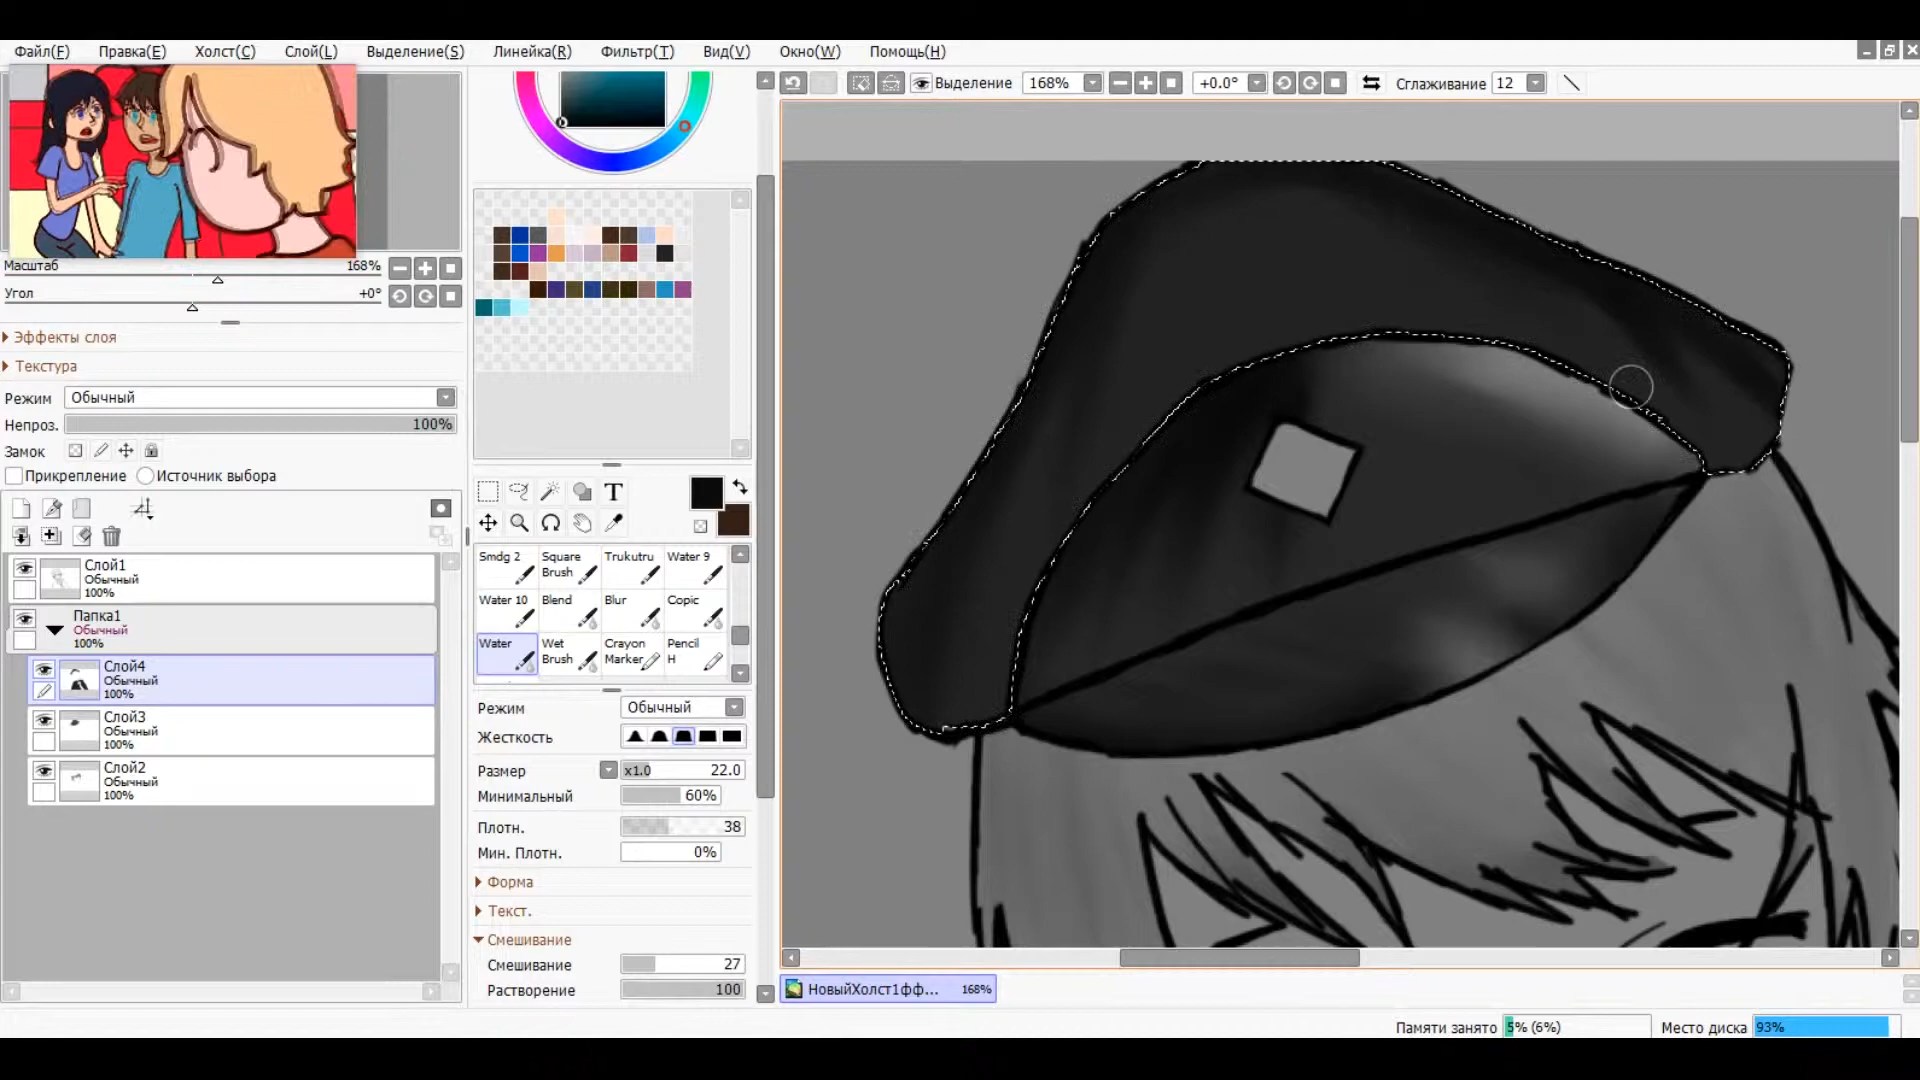 Файл(F) Правка(E) Холст(C) Слой(L) Выделение(S) Линейка(R) Фильтр(T) Вид(V) Окно(W) Помощь(H)
Выделение 168% +0.0° Сглаживание 12
Масштаб 168%
Угол +0°
Эффекты слоя
Текстура
Режим Обычный
Непроз. 100%
Замок
Прикрепление Источник выбора
Слой1
Обычный
100%
Папка1
Обычный
100%
Слой4
Обычный
100%
Слой3
Обычный
100%
Слой2
Обычный
100%
T
Smdg 2 Square Brush Trukutru Water 9
Water 10 Blend Blur Copic
Water Wet Brush Crayon Marker Pencil H
Режим Обычный
Жесткость
Размер x1.0 22.0
Минимальный 60%
Плотн. 38
Мин. Плотн. 0%
Форма
Текст.
Смешивание
Смешивание 27
Растворение 100
НовыйХолст1фф... 168%
Памяти занято 5% (6%) Место диска 93%